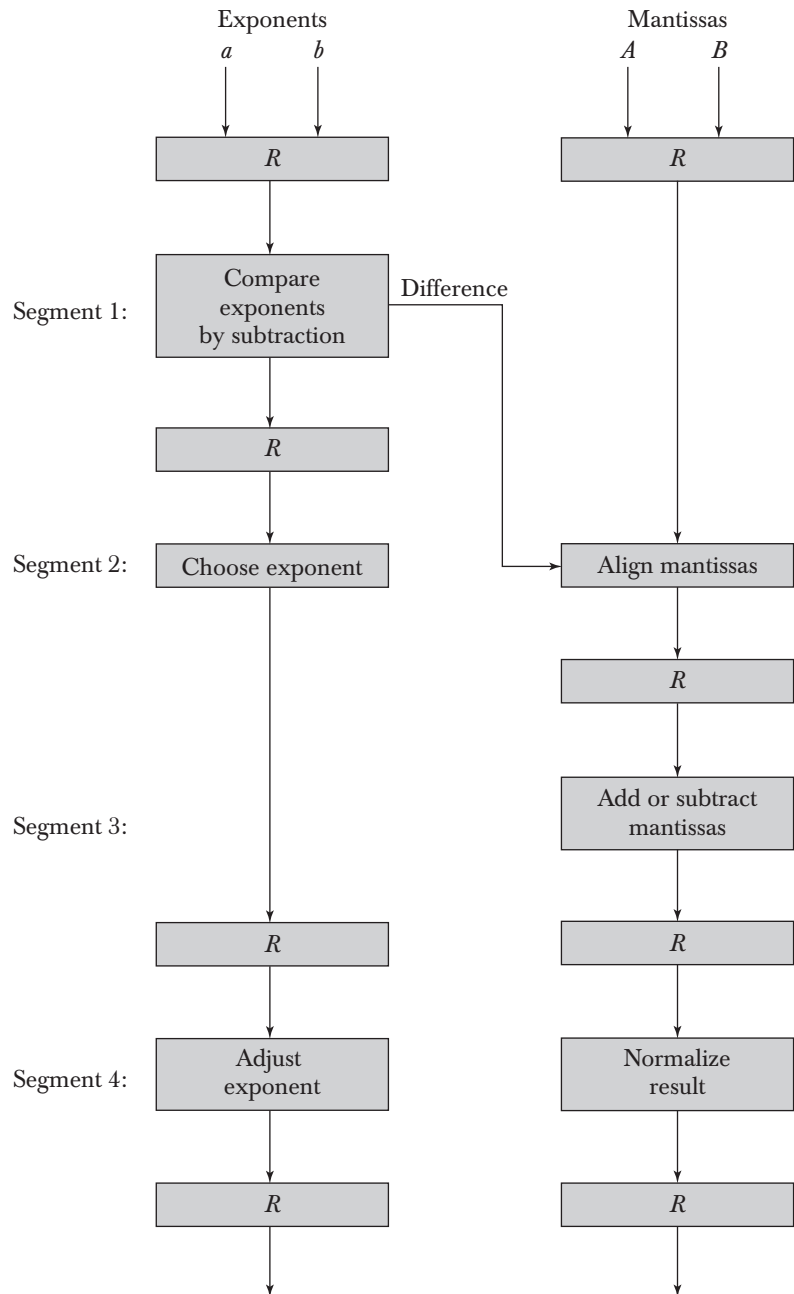 Exponents
a b
Mantissas
A B
R
R
Segment 1:
Compare
exponents
by subtraction
Difference
R
Segment 2:
Choose exponent
Align mantissas
R
Segment 3:
Add or subtract
mantissas
R
R
Segment 4:
Adjust
exponent
Normalize
result
R
R